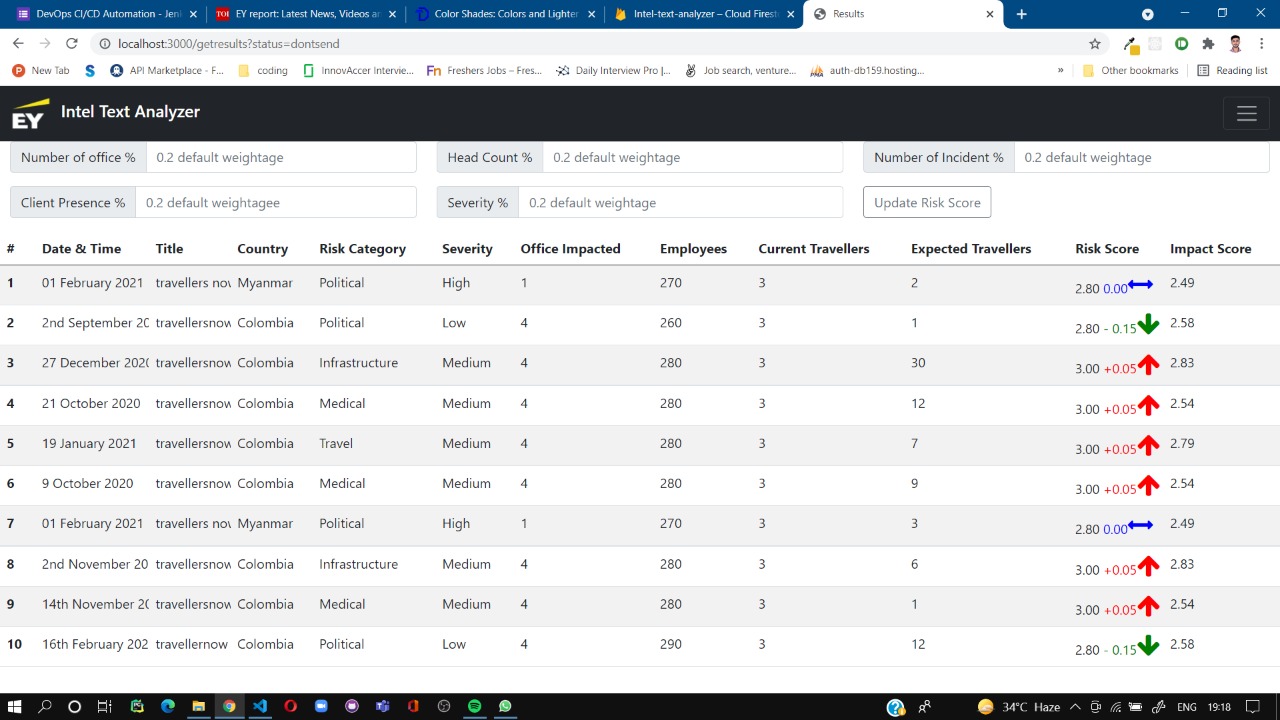 DevOps CI/CD Automation - Jen
EY report: Latest News, Videos an
Color Shades: Colors and Lighter
Intel-text-analyzer – Cloud Firest
Results
localhost:3000/getresults?status=dontsend
New Tab
API Marketplace - F...
coding
InnovAccer Intervie...
Freshers Jobs – Fres...
Daily Interview Pro |...
Job search, venture...
auth-db159.hosting...
»
Other bookmarks
Reading list
EY Intel Text Analyzer
Number of office % 0.2 default weightage Head Count % 0.2 default weightage Number of Incident % 0.2 default weightage
Client Presence % 0.2 default weightagee Severity % 0.2 default weightage Update Risk Score
# Date & Time Title Country Risk Category Severity Office Impacted Employees Current Travellers Expected Travellers Risk Score Impact Score
1 01 February 2021 travellers nov Myanmar Political High 1 270 3 2 2.80 0.00 2.49
2 2nd September 20 travellersnow Colombia Political Low 4 260 3 1 2.80 - 0.15 2.58
3 27 December 2020 travellersnow Colombia Infrastructure Medium 4 280 3 30 3.00 +0.05 2.83
4 21 October 2020 travellersnow Colombia Medical Medium 4 280 3 12 3.00 +0.05 2.54
5 19 January 2021 travellersnow Colombia Travel Medium 4 280 3 7 3.00 +0.05 2.79
6 9 October 2020 travellersnow Colombia Medical Medium 4 280 3 9 3.00 +0.05 2.54
7 01 February 2021 travellers nov Myanmar Political High 1 270 3 3 2.80 0.00 2.49
8 2nd November 20 travellersnow Colombia Infrastructure Medium 4 280 3 6 3.00 +0.05 2.83
9 14th November 20 travellersnow Colombia Medical Medium 4 280 3 1 3.00 +0.05 2.54
10 16th February 202 travellernow Colombia Political Low 4 290 3 12 2.80 - 0.15 2.58
34°C Haze ENG 19:18